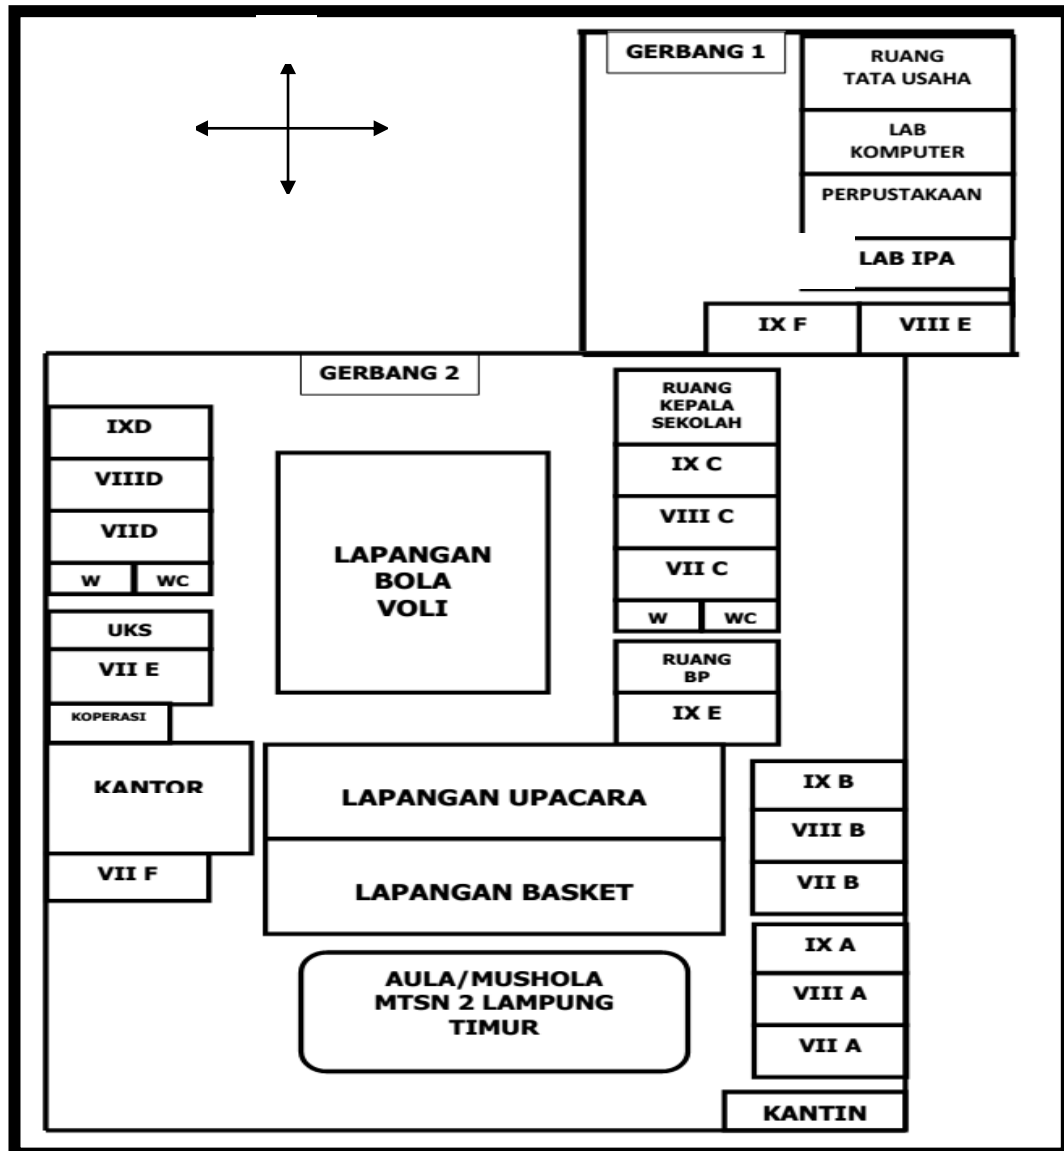 GERBANG 1
RUANG
TATA USAHA
LAB
KOMPUTER
PERPUSTAKAAN
LAB IPA
IX F
VIII E
GERBANG 2
IXD
VIIID
VIID
W
WC
UKS
VII E
KOPERASI
KANTOR
VII F
LAPANGAN
BOLA
VOLI
RUANG
KEPALA
SEKOLAH
IX C
VIII C
VII C
W
WC
RUANG
BP
IX E
LAPANGAN UPACARA
LAPANGAN BASKET
AULA/MUSHOLA
MTSN 2 LAMPUNG
TIMUR
IX B
VIII B
VII B
IX A
VIII A
VII A
KANTIN